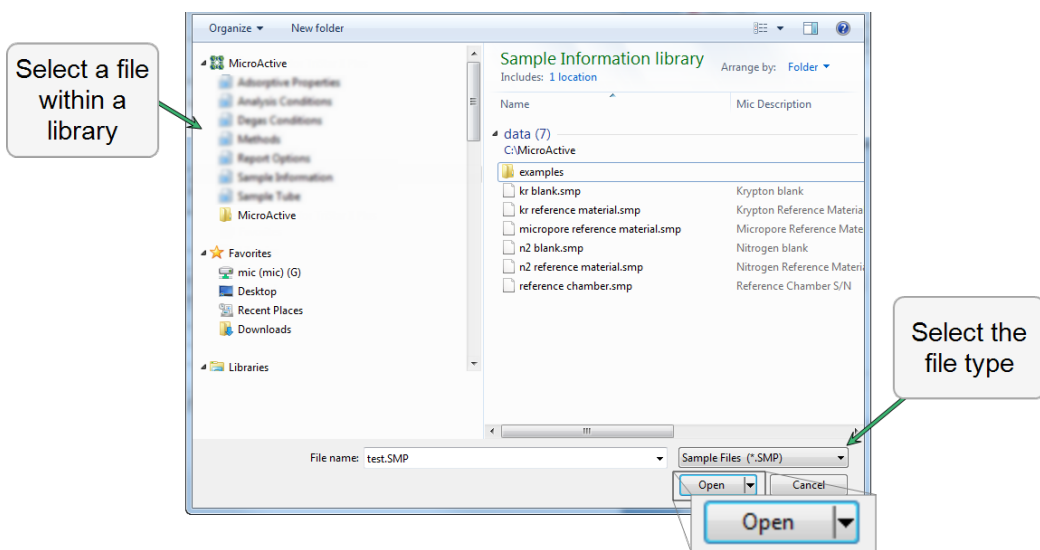 Organize
New folder
Select a file
within a
library
MicroActive
Adsorptive Properties
Analysis Conditions
Degas Conditions
Methods
Report Options
Sample Information
Sample Tube
MicroActive
Favorites
mic (mic) (G)
Desktop
Recent Places
Downloads
Libraries
Sample Information library
Includes: 1 location
Arrange by: Folder
Name Mic Description
data (7)
C:\MicroActive
examples
kr blank.smp Krypton blank
kr reference material.smp Krypton Reference Materia
micropore reference material.smp Micropore Reference Mate
n2 blank.smp Nitrogen blank
n2 reference material.smp Nitrogen Reference Materi
reference chamber.smp Reference Chamber S/N
Select the
file type
File name: test.SMP Sample Files (*.SMP)
Open Cancel
Open